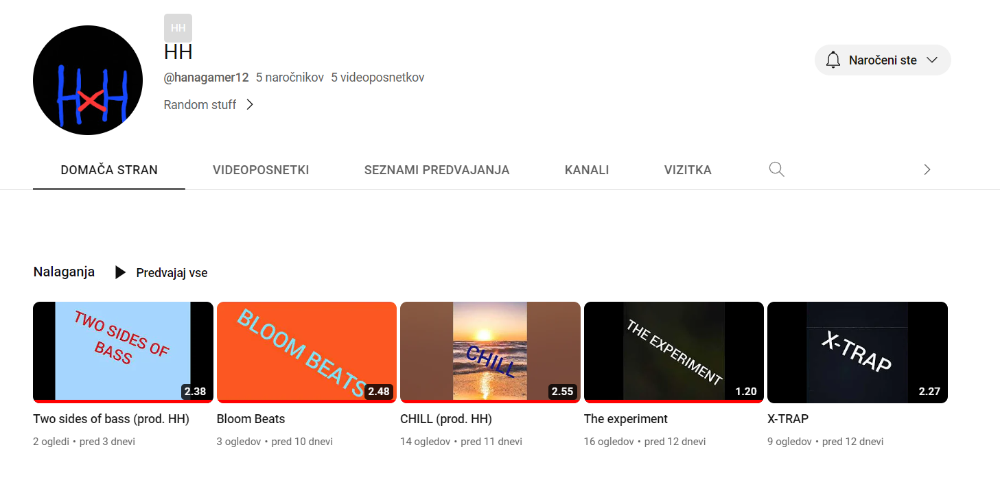 HH
HH
@hanagamer12 5 naročnikov 5 videoposnetkov
Random stuff
Naročeni ste
HXH
DOMAČA STRAN VIDEOPOSNETKI SEZNAMI PREDVAJANJA KANALI VIZITKA
Nalaganja Predvajaj vse
TWO SIDES OF
BASS
2.38
BLOOM BEATS
2.48
CHILL
2.55
THE EXPERIMENT
1.20
X-TRAP
2.27
Two sides of bass (prod. HH)
2 ogledi • pred 3 dnevi
Bloom Beats
3 ogledov • pred 10 dnevi
CHILL (prod. HH)
14 ogledov • pred 11 dnevi
The experiment
16 ogledov • pred 12 dnevi
X-TRAP
9 ogledov • pred 12 dnevi